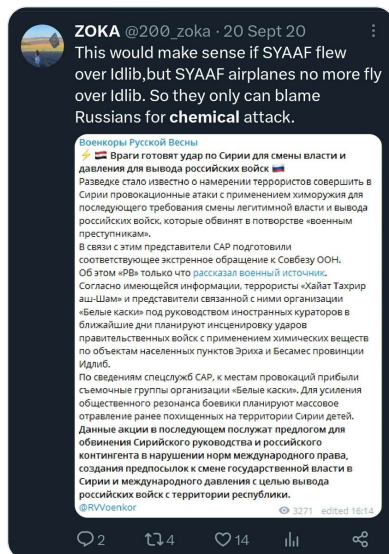 ZOKA @200_zoka · 20 Sept 20
This would make sense if SYAAF flew
over Idlib,but SYAAF airplanes no more fly
over Idlib. So they only can blame
Russians for chemical attack.
Военкоры Русской Весны
⚡🇸🇾 Враги готовят удар по Сирии для смены власти и
давления для вывода российских войск 🇷🇺
Разведке стало известно о намерении террористов совершить в
Сирии провокационные атаки с применением химоружия для
последующего требования смены легитимной власти и вывода
российских войск, которые обвинят в потворстве «военным
преступникам».
В связи с этим представители САР подготовили
соответствующее экстренное обращение к Совбезу ООН.
Об этом «РВ» только что рассказал военный источник.
Согласно имеющейся информации, террористы «Хайат Тахрир
аш-Шам» и представители связанной с ними организации
«Белые каски» под руководством иностранных кураторов в
ближайшие дни планируют инсценировку ударов
правительственных войск с применением химических веществ
по объектам населенных пунктов Эриха и Бесамес провинции
Идлиб.
По сведениям спецслужб САР, к местам провокаций прибыли
съемочные группы организации «Белые каски». Для усиления
общественного резонанса боевики планируют массовое
отравление ранее похищенных на территории Сирии детей.
Данные акции в последующем послужат предлогом для
обвинения Сирийского руководства и российского
контингента в нарушении норм международного права,
создания предпосылок к смене государственной власти в
Сирии и международного давления с целью вывода
российских войск с территории республики.
@RVVoenkor
3271 edited 16:14
2 4 14